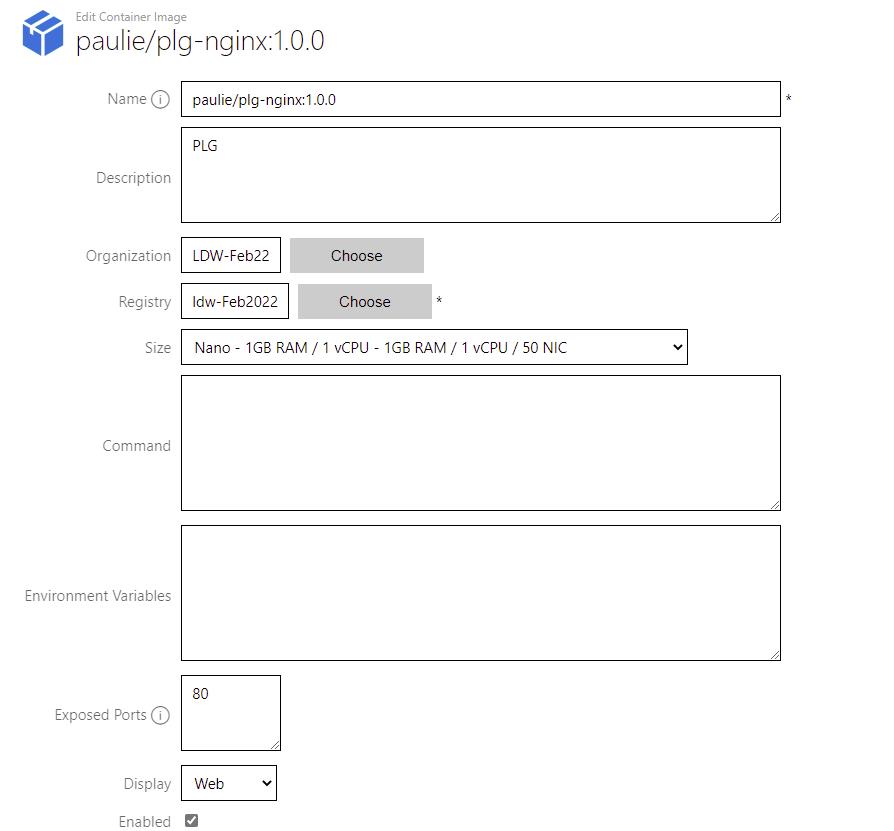 Edit Container Image
paulie/plg-nginx:1.0.0
Name i paulie/plg-nginx:1.0.0 *
Description PLG
Organization LDW-Feb22 Choose
Registry ldw-Feb2022 Choose *
Size Nano - 1GB RAM / 1 vCPU - 1GB RAM / 1 vCPU / 50 NIC
Command
Environment Variables
Exposed Ports i 80
Display Web
Enabled